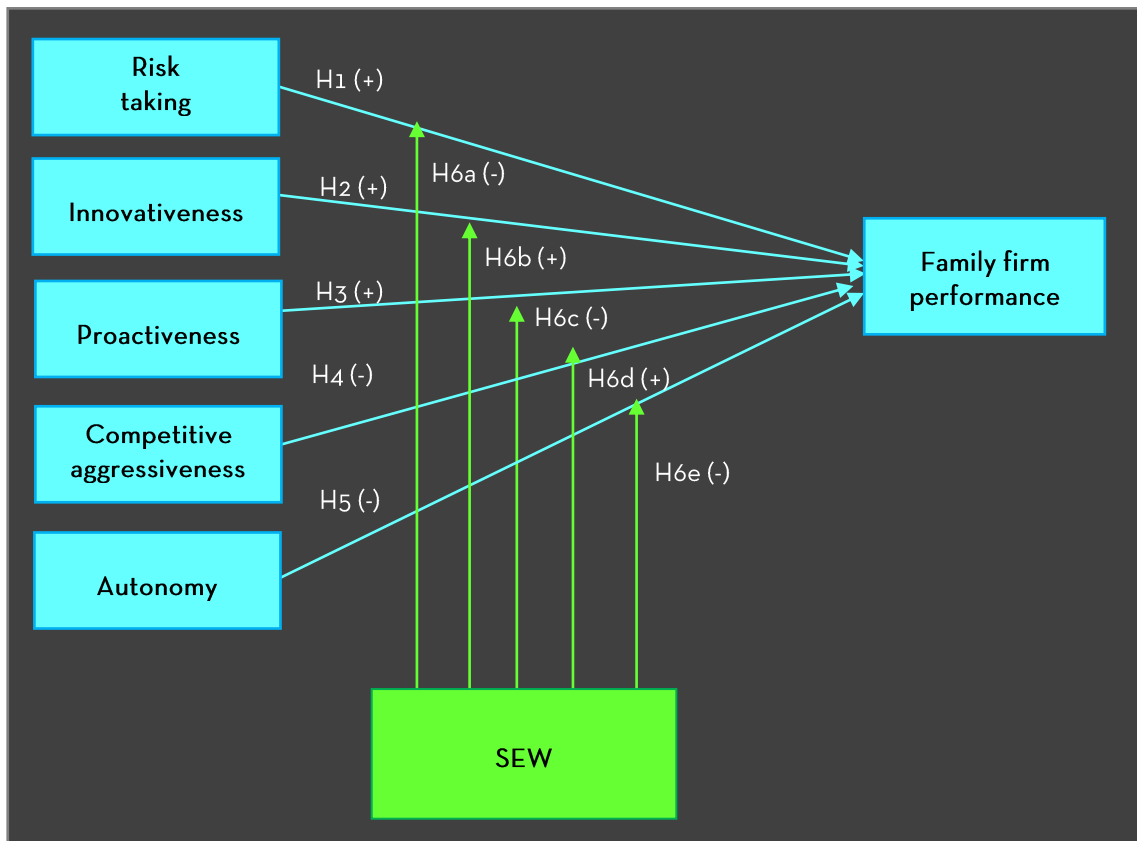 Risk
taking
H1 (+)
H6a (-)
Innovativeness
H2 (+)
H6b (+)
Family firm
performance
Proactiveness
H3 (+)
H6c (-)
H4 (-)
H6d (+)
Competitive
aggressiveness
H6e (-)
H5 (-)
Autonomy
SEW